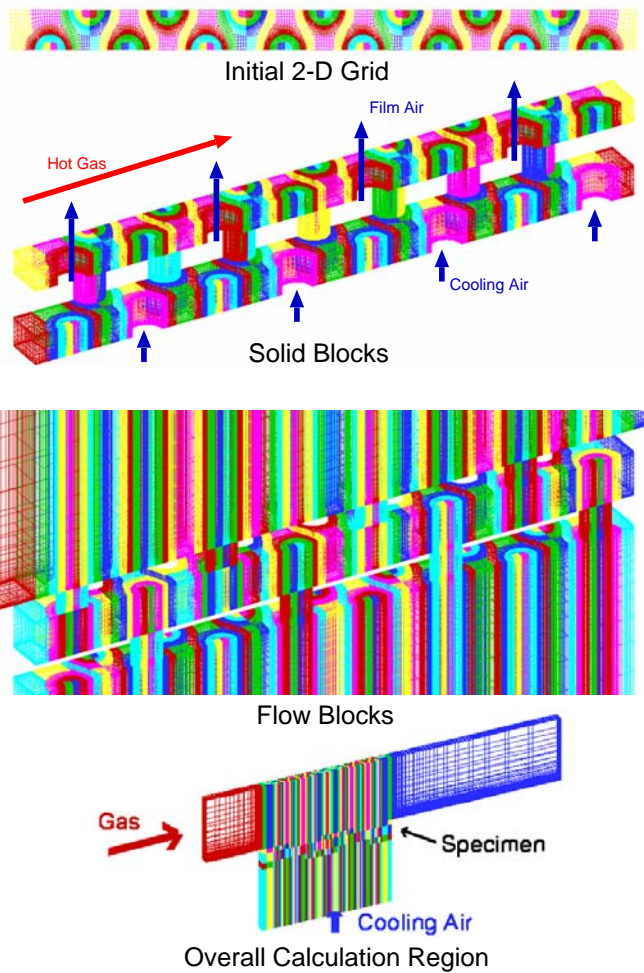 Initial 2-D Grid
Film Air
Hot Gas
Cooling Air
Solid Blocks
Flow Blocks
Gas
Specimen
Cooling Air
Overall Calculation Region